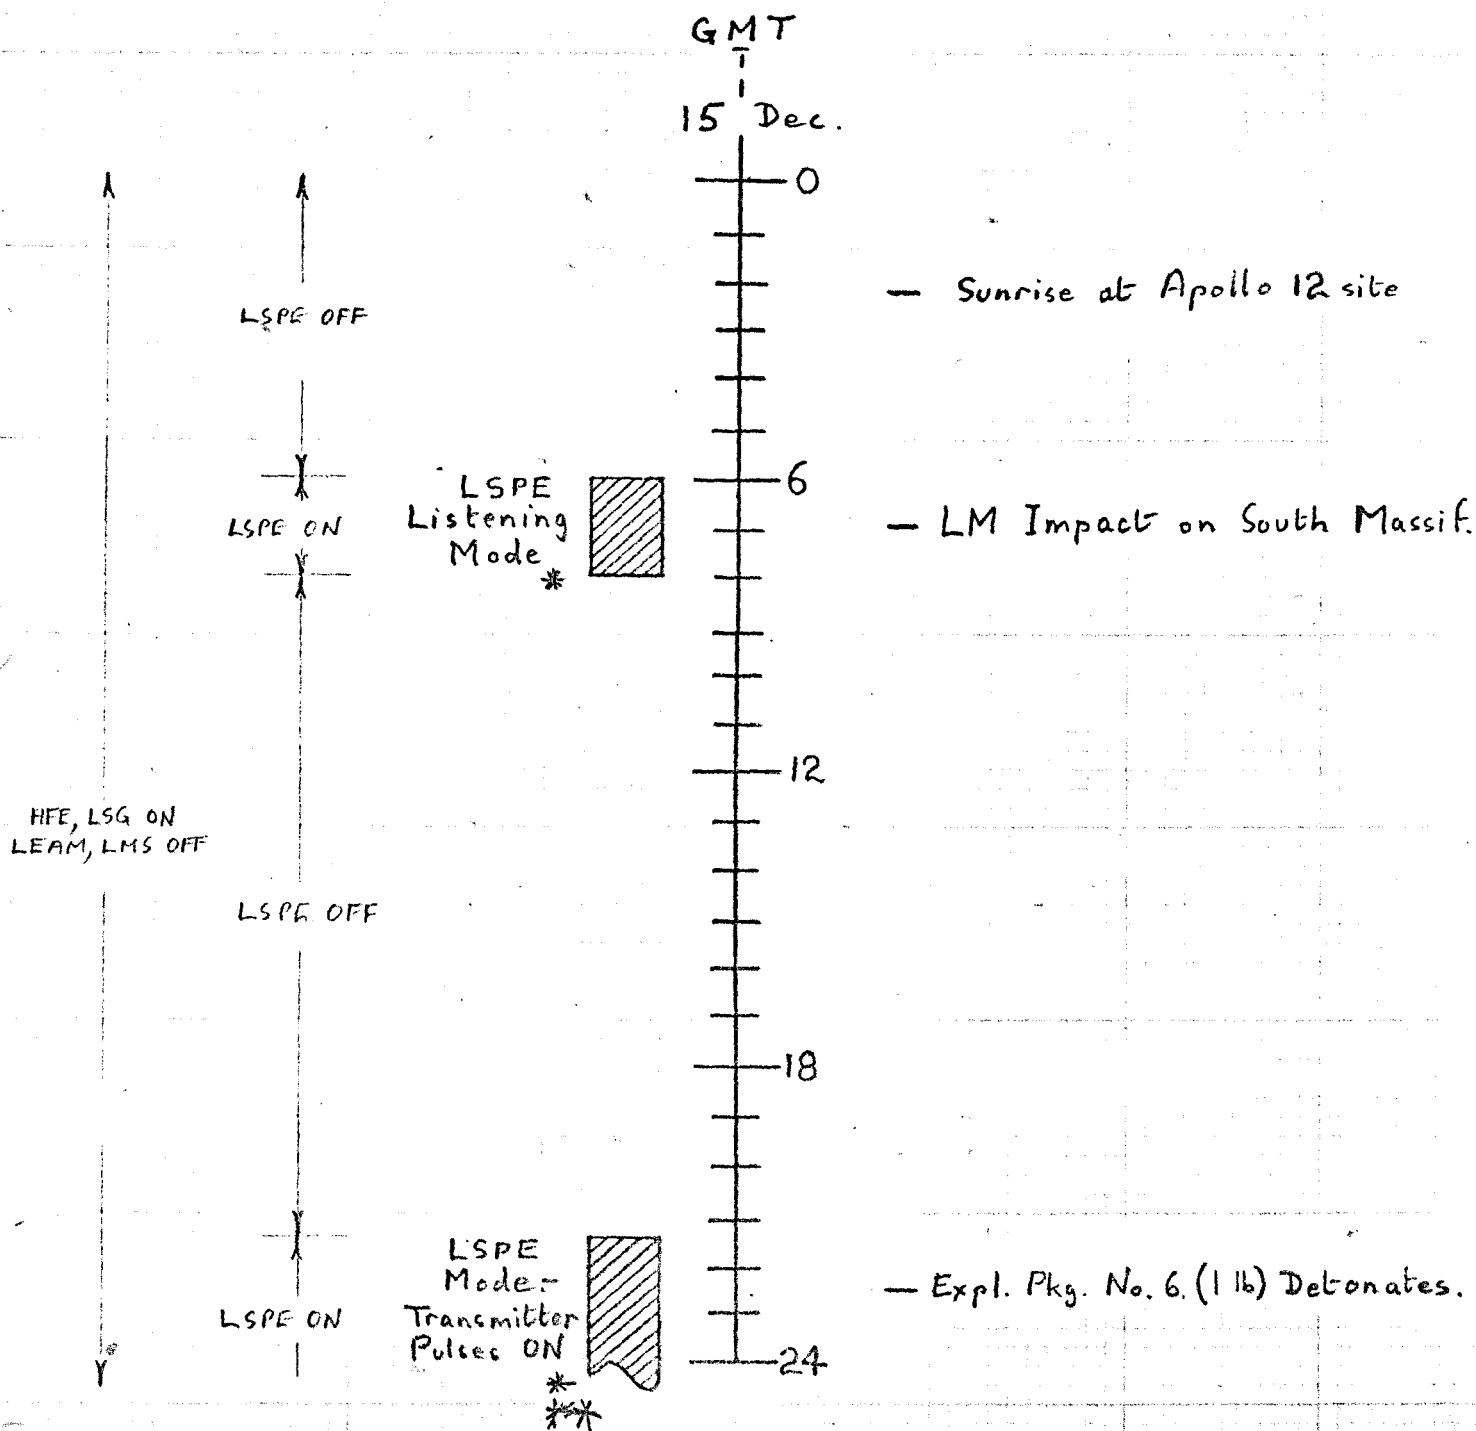 GMT
15 Dec.
0
— Sunrise at Apollo 12 site
LSPE OFF
6
LSPE
Listening
Mode
*
LSPE ON
— LM Impact on South Massif.
12
HFE, LSG ON
LEAM, LMS OFF
LSPE OFF
18
LSPE
Mode:-
Transmitter
Pulses ON
*
**
LSPE ON
— Expl. Pkg. No. 6. (1 lb) Detonates.
24